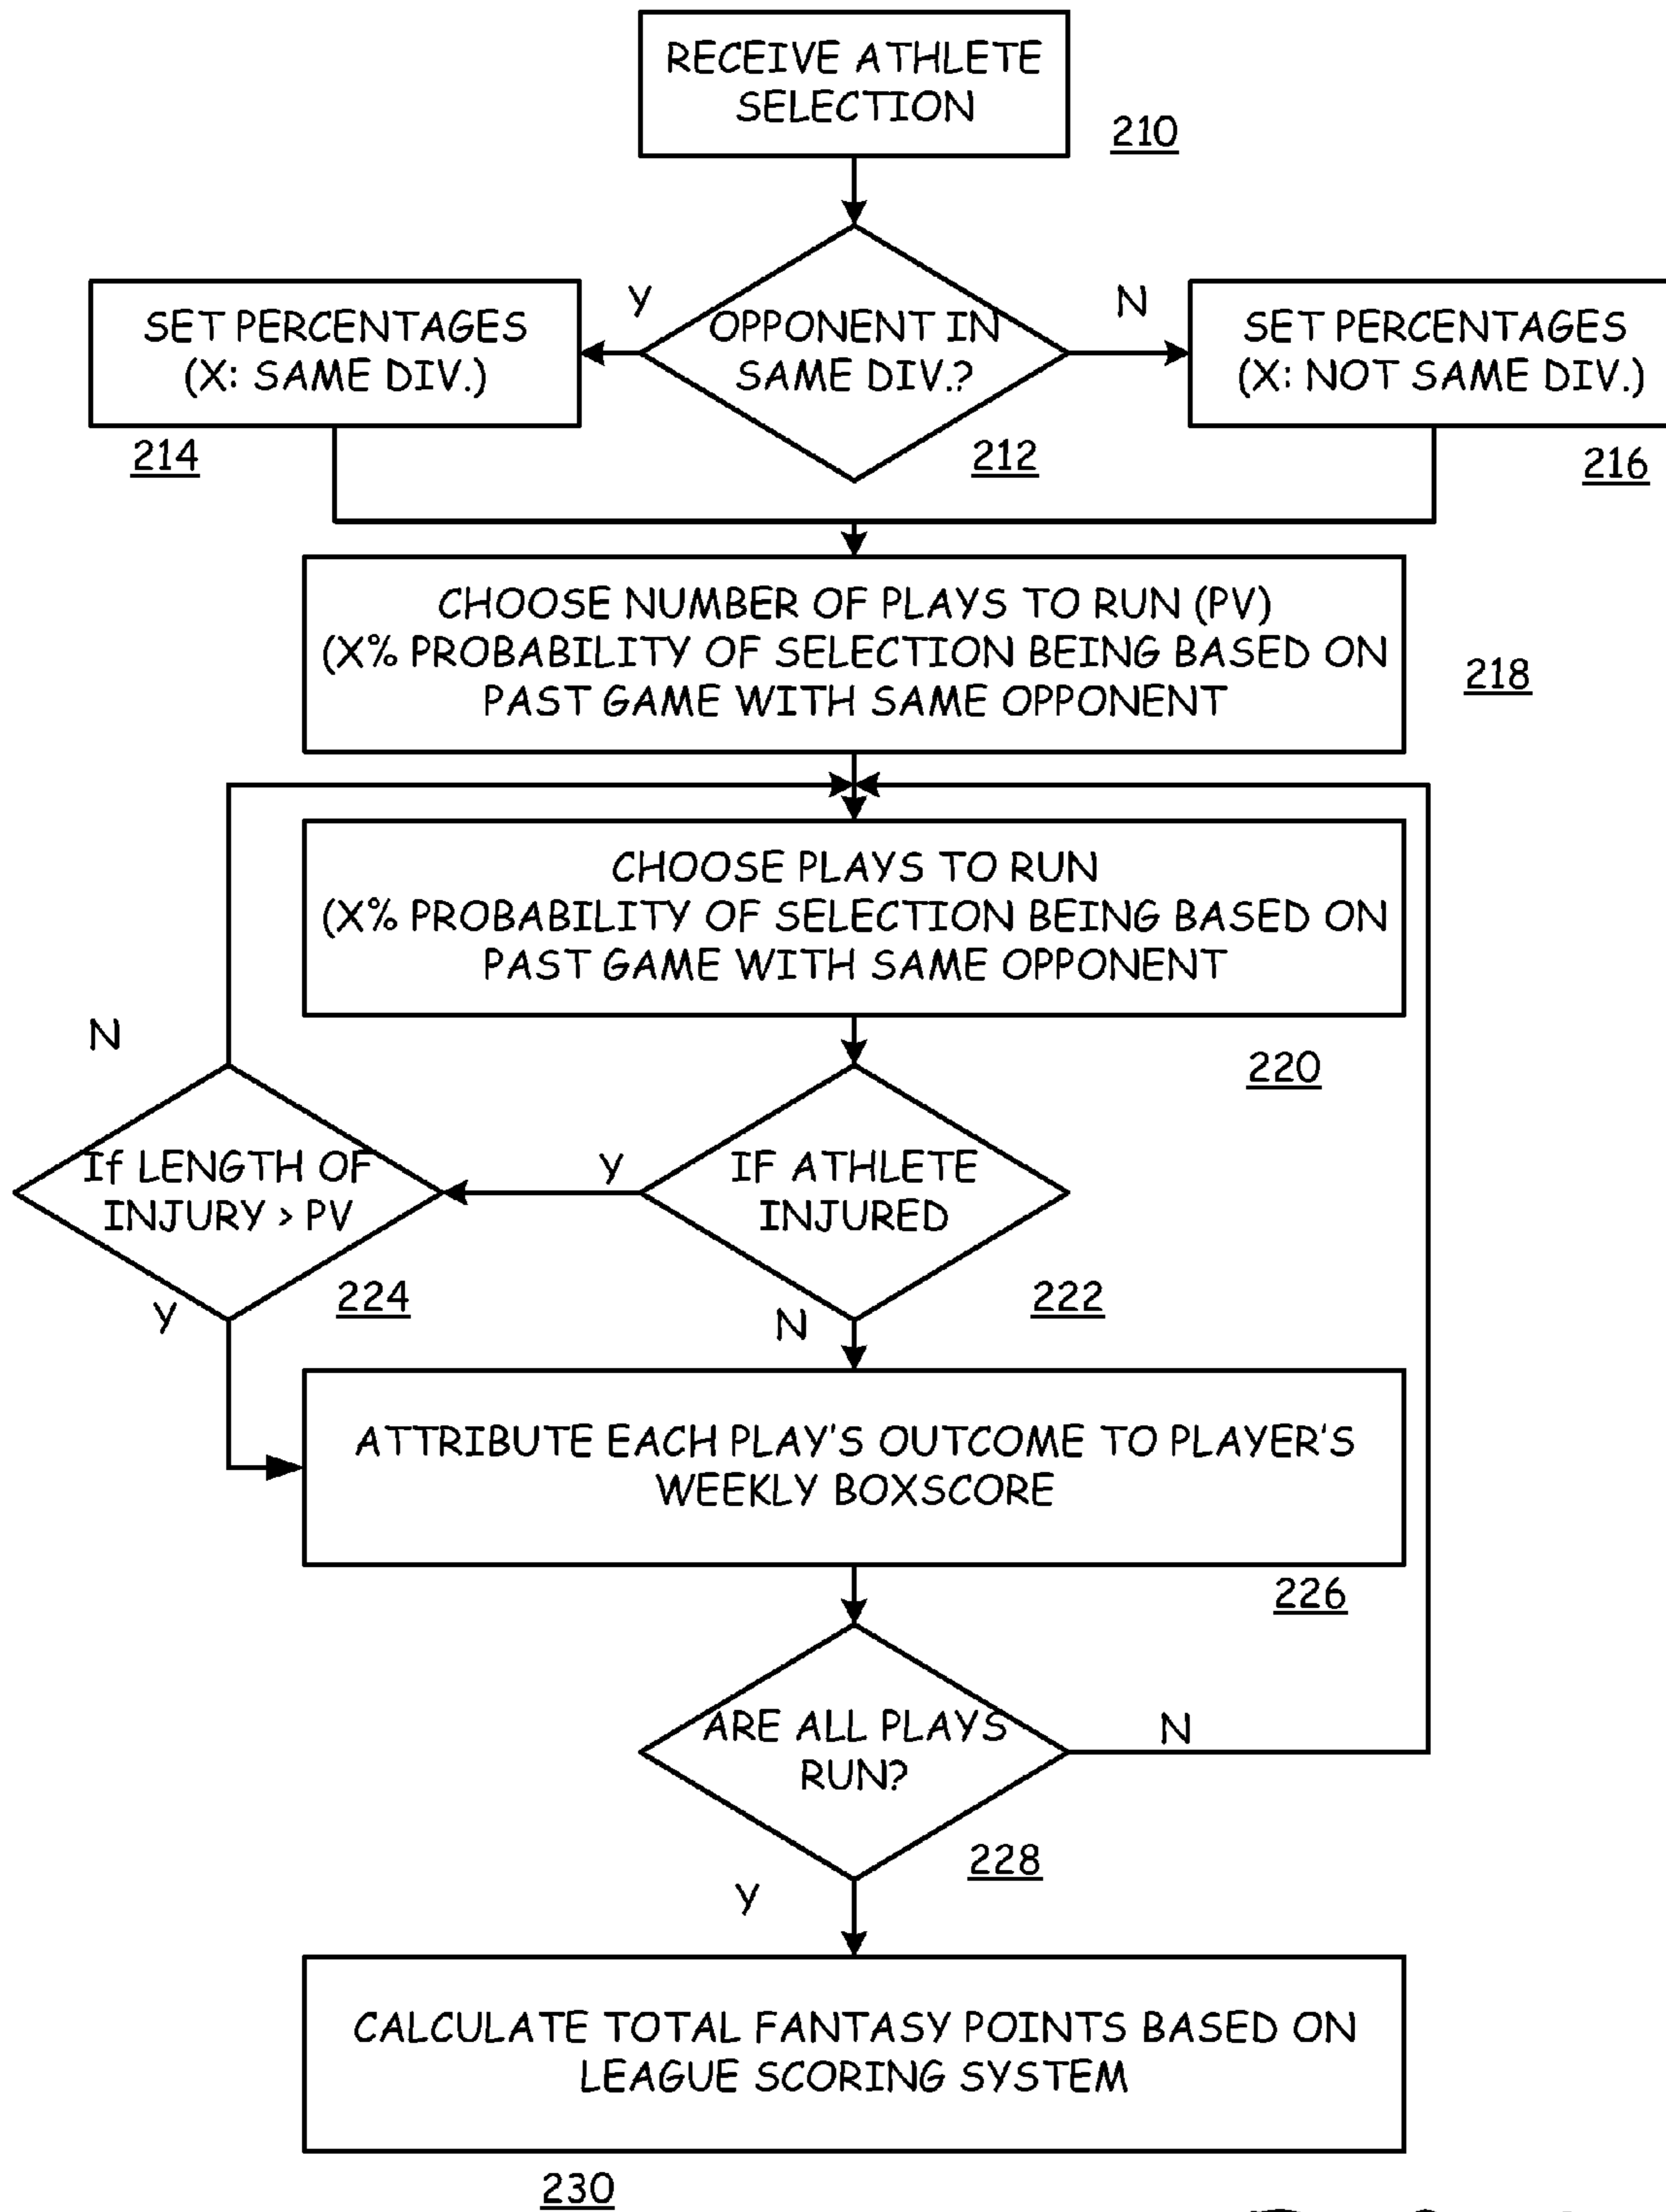 RECEIVE ATHLETE
SELECTION
210
Y
N
OPPONENT IN
SAME DIV.?
212
SET PERCENTAGES
(X: SAME DIV.)
214
SET PERCENTAGES
(X: NOT SAME DIV.)
216
CHOOSE NUMBER OF PLAYS TO RUN (PV)
(X% PROBABILITY OF SELECTION BEING BASED ON
PAST GAME WITH SAME OPPONENT
218
CHOOSE PLAYS TO RUN
(X% PROBABILITY OF SELECTION BEING BASED ON
PAST GAME WITH SAME OPPONENT
220
N
If LENGTH OF
INJURY > PV
224
Y
Y
IF ATHLETE
INJURED
222
N
ATTRIBUTE EACH PLAY'S OUTCOME TO PLAYER'S
WEEKLY BOXSCORE
226
ARE ALL PLAYS
RUN?
N
228
Y
CALCULATE TOTAL FANTASY POINTS BASED ON
LEAGUE SCORING SYSTEM
230